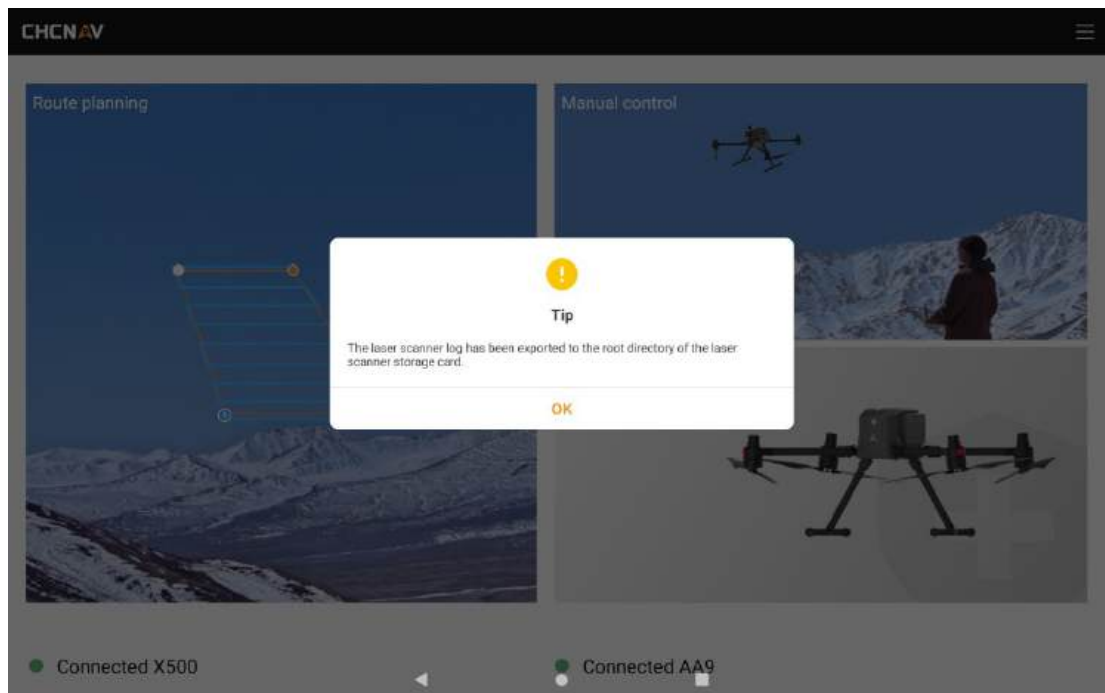 CHCNAV
Route planning
Manual control
Tip
The laser scanner log has been exported to the root directory of the laser
scanner storage card.
OK
Connected X500
Connected AA9